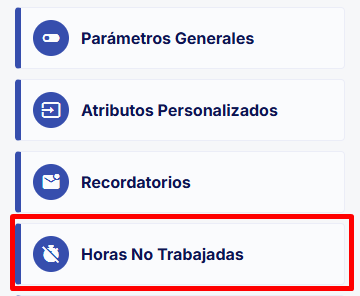 Parámetros Generales
Atributos Personalizados
Recordatorios
Horas No Trabajadas